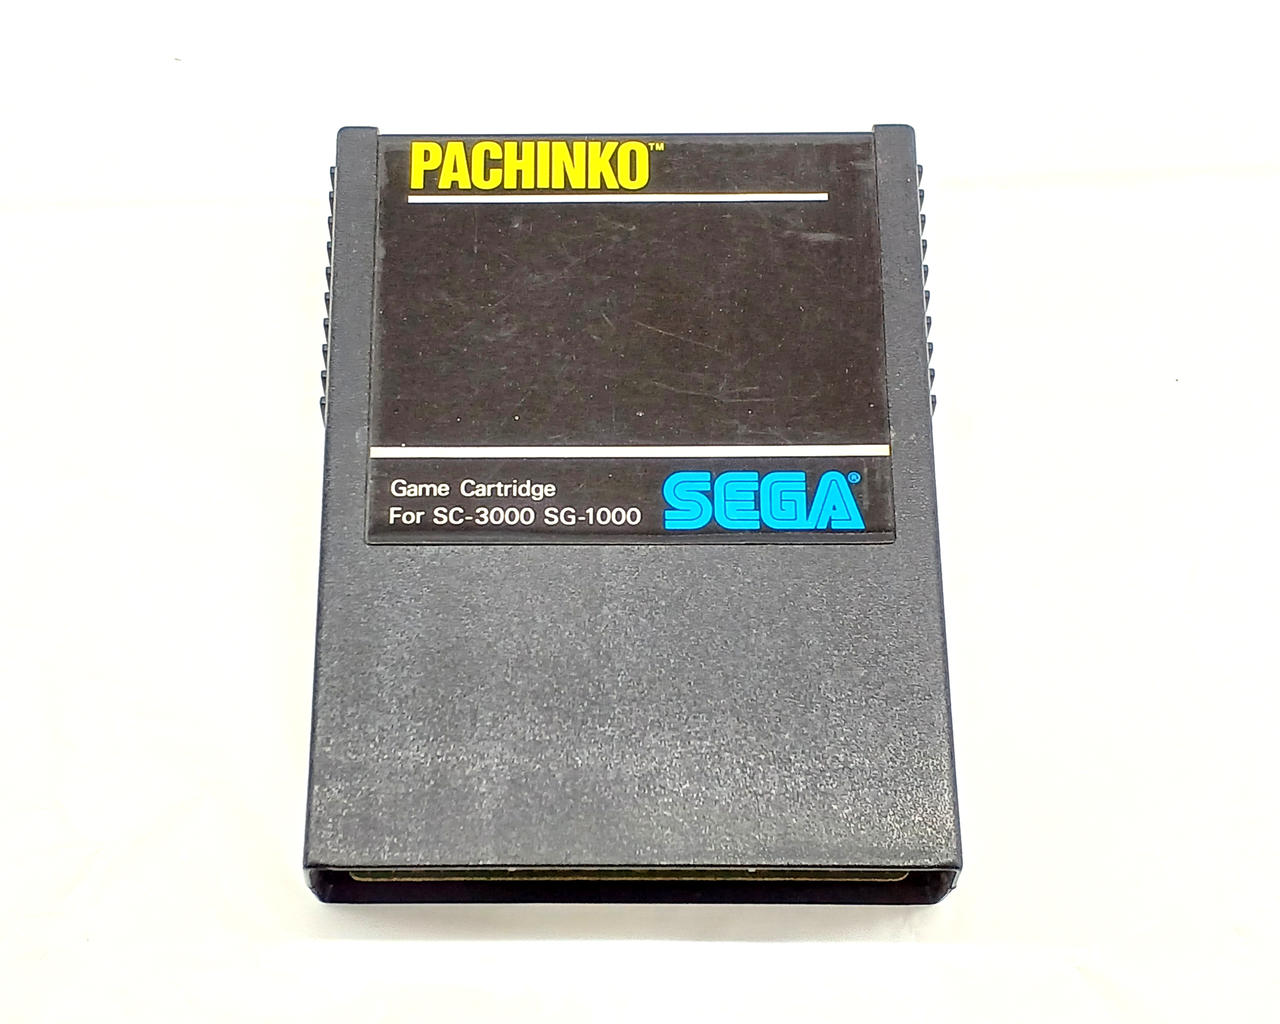 PACHINKO™
Game Cartridge
For SC-3000 SG-1000
SEGA®